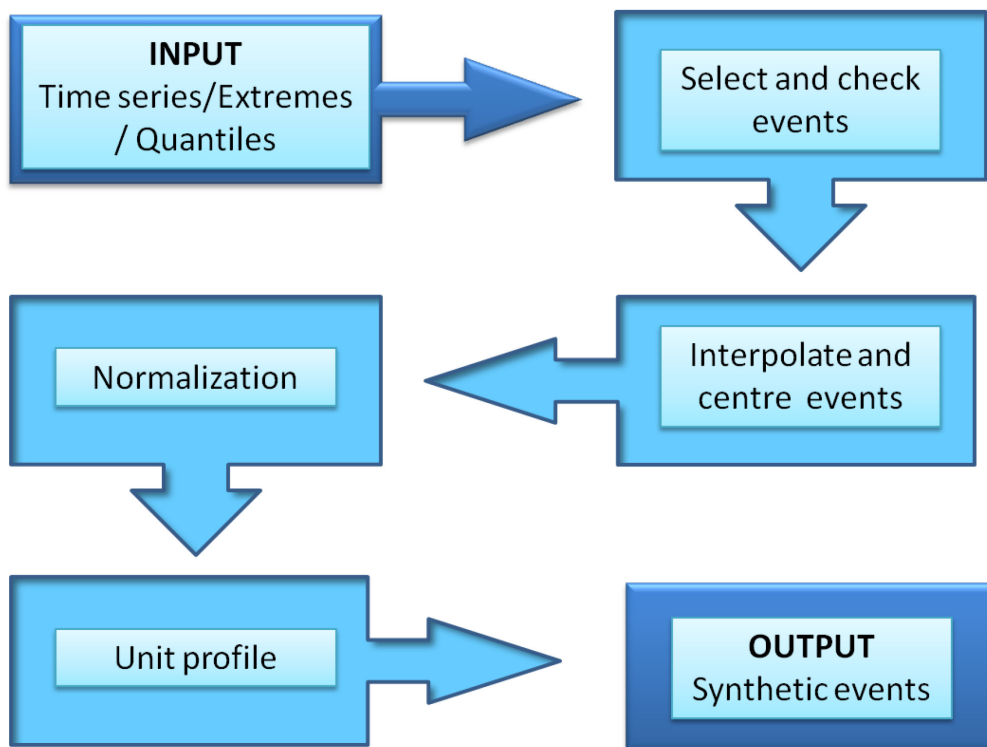 INPUT
Time series/Extremes
/ Quantiles
Select and check
events
Interpolate and
centre events
Normalization
Unit profile
OUTPUT
Synthetic events